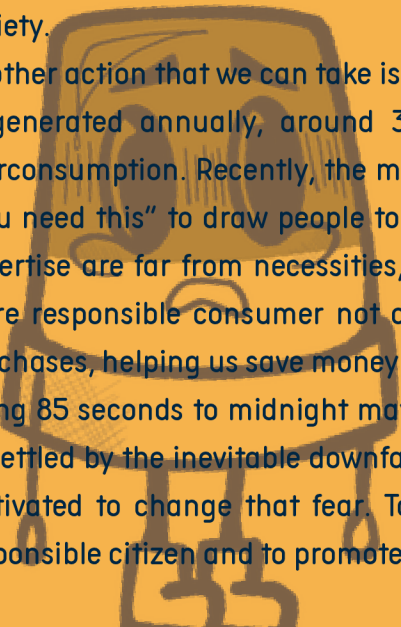 iety.
other action that we can take is
generated annually, around 3
rconsumption. Recently, the m
u need this” to draw people to
ertise are far from necessities,
re responsible consumer not o
chases, helping us save money
ng 85 seconds to midnight ma
ettled by the inevitable downfa
tivated to change that fear. To
ponsible citizen and to promote